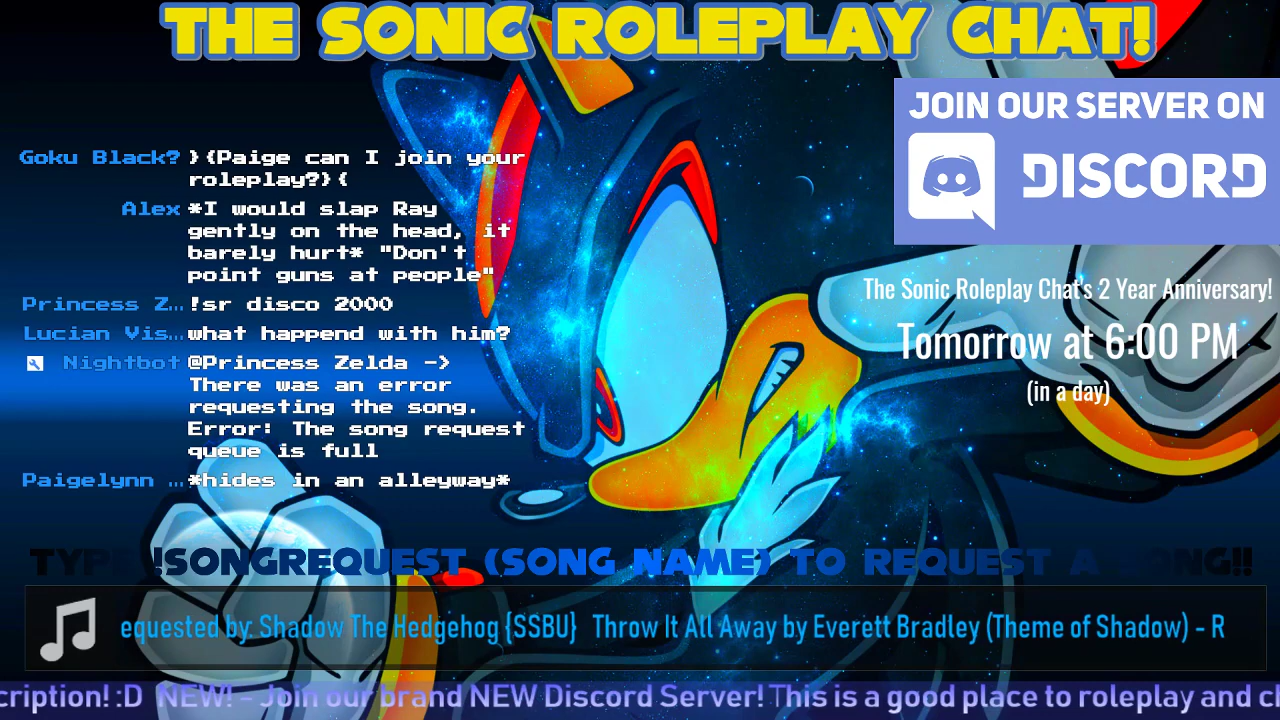 THE SONIC ROLEPLAY CHAT!
JOIN OUR SERVER ON
DISCORD
Goku Black? }{Paige can I join your
roleplay?}{
Alex *I would slap Ray
gently on the head, it
barely hurt* "Don't
point guns at people"
Princess Z… !sr disco 2000
Lucian Vis… what happend with him?
Nightbot @Princess Zelda ->
There was an error
requesting the song.
Error: The song request
queue is full
Paigelynn … *hides in an alleyway*
The Sonic Roleplay Chat's 2 Year Anniversary!
Tomorrow at 6:00 PM
(in a day)
TYPE !SONGREQUEST (SONG NAME) TO REQUEST A SONG!!
equested by: Shadow The Hedgehog {SSBU} Throw It All Away by Everett Bradley (Theme of Shadow) - R
cription! :D NEW! - Join our brand NEW Discord Server! This is a good place to roleplay and ch